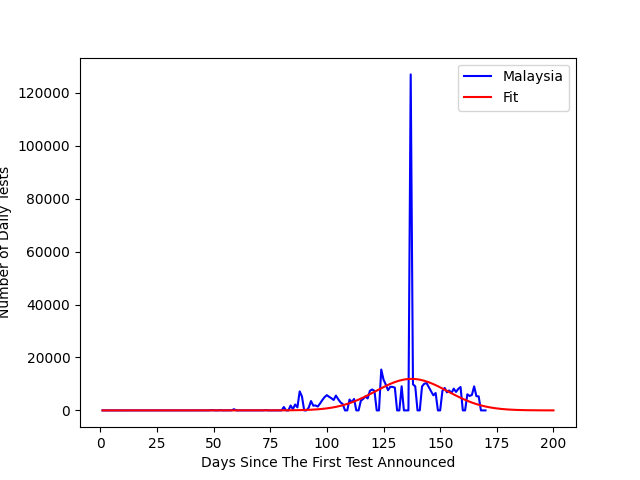 Malaysia
Fit
120000
100000
80000
60000
40000
20000
0
Number of Daily Tests
0 25 50 75 100 125 150 175 200
Days Since The First Test Announced